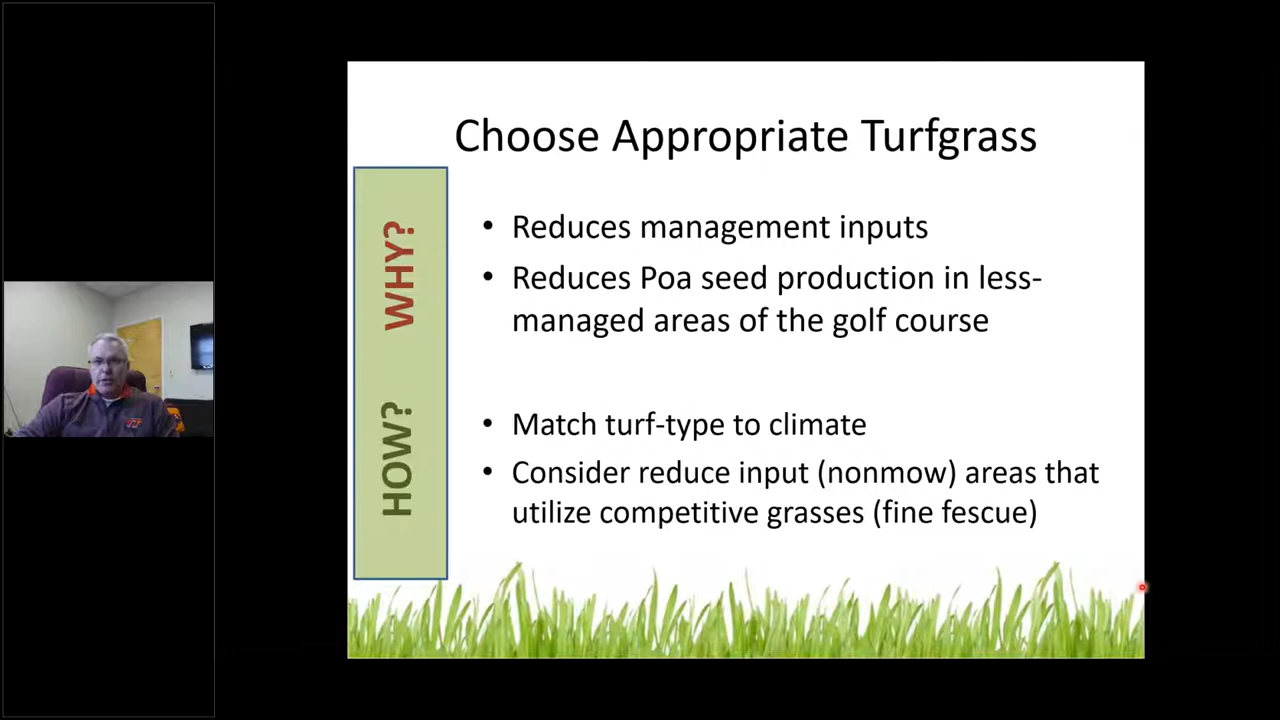 Choose Appropriate Turfgrass
WHY?
• Reduces management inputs
• Reduces Poa seed production in less-
managed areas of the golf course
HOW?
• Match turf-type to climate
• Consider reduce input (nonmow) areas that
utilize competitive grasses (fine fescue)
VT